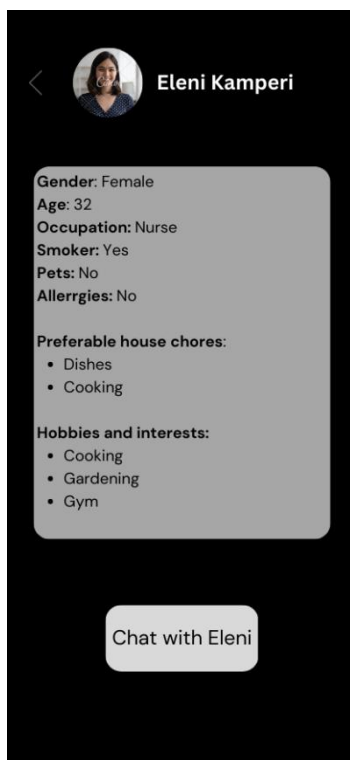 Eleni Kamperi
Gender: Female
Age: 32
Occupation: Nurse
Smoker: Yes
Pets: No
Allerrgies: No
Preferable house chores:
• Dishes
• Cooking
Hobbies and interests:
• Cooking
• Gardening
• Gym
Chat with Eleni